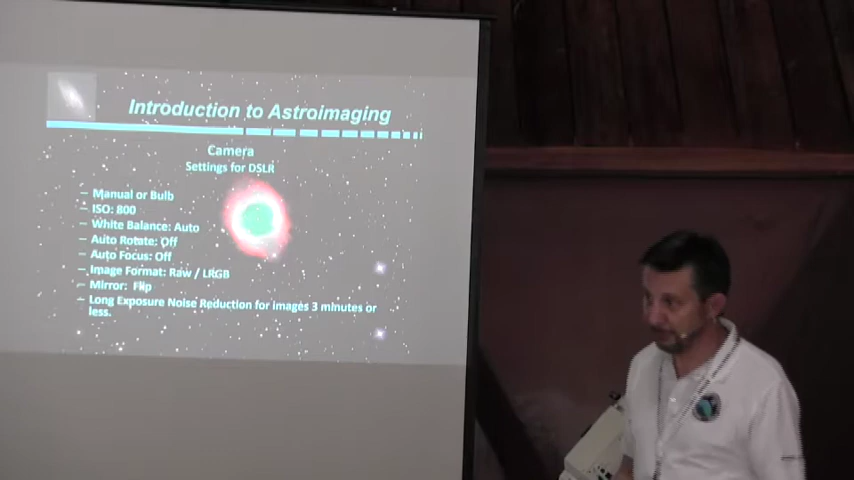 Introduction to Astroimaging
Camera
Settings for DSLR
– Manual or Bulb
– ISO: 800
– White Balance: Auto
– Auto Rotate: Off
– Auto Focus: Off
– Image Format: Raw / LRGB
– Mirror: Flip
– Long Exposure Noise Reduction for images 3 minutes or
less.